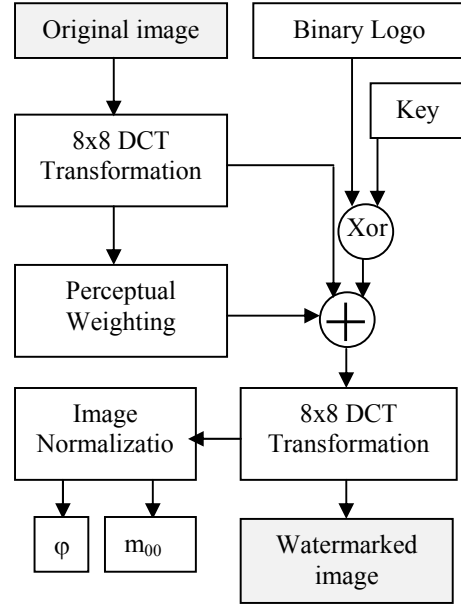 Original image
Binary Logo
Key
8x8 DCT
Transformation
Xor
Perceptual
Weighting
+
Image
Normalizatio
8x8 DCT
Transformation
φ
m₀₀
Watermarked
image